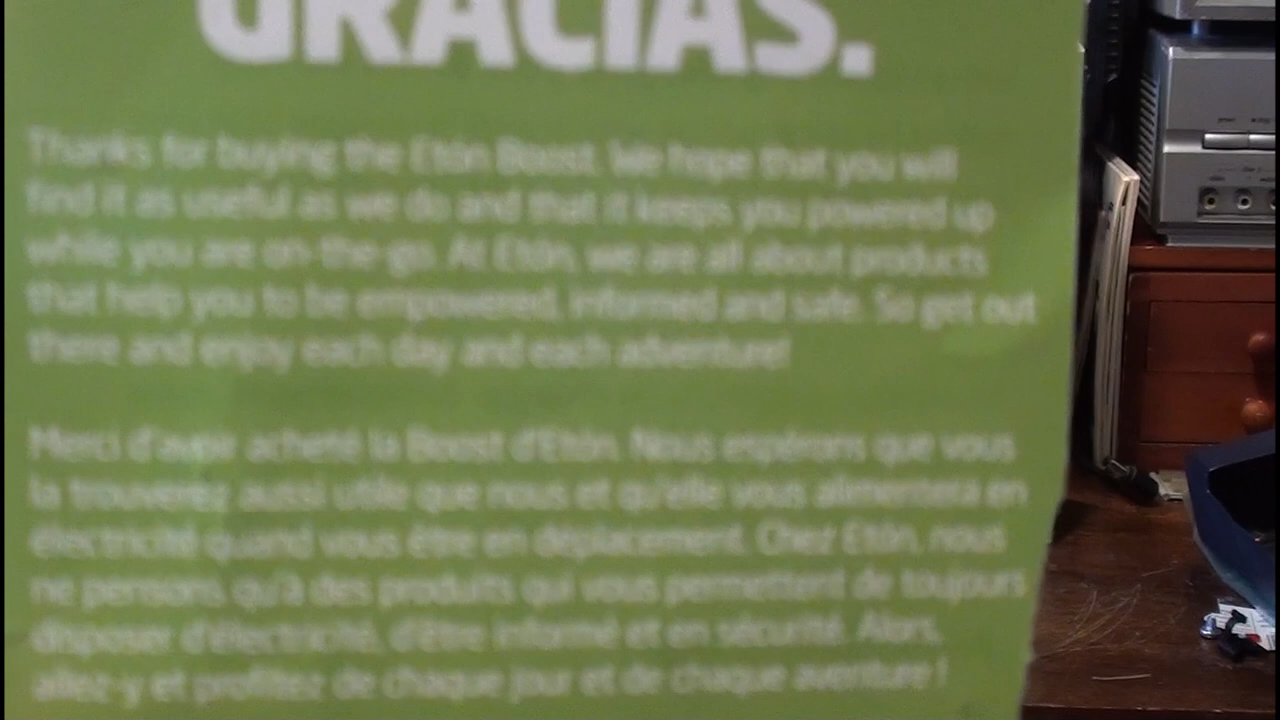 GRACIAS.
Thanks for buying the Etón Boost. We hope that you will
find it as useful as we do and that it keeps you powered up
while you are on-the-go. At Etón, we are all about products
that help you to be empowered, informed and safe. So get out
there and enjoy each day and each adventure!
Merci d'avoir acheté la Boost d'Etón. Nous espérons que vous
la trouverez aussi utile que nous et qu'elle vous alimentera en
électricité quand vous être en déplacement. Chez Etón, nous
ne pensons qu'à des produits qui vous permettent de toujours
disposer d'électricité, d'être informé et en sécurité. Alors,
allez-y et profitez de chaque jour et de chaque aventure !